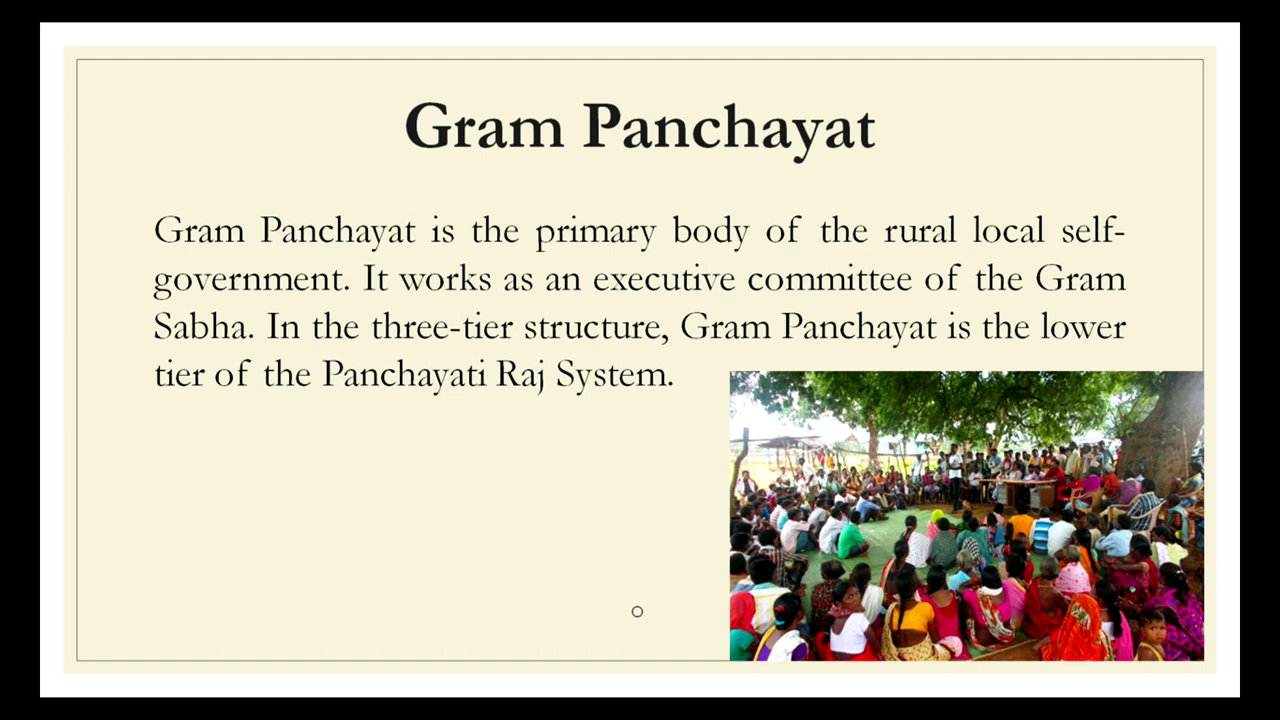 Gram Panchayat
Gram Panchayat is the primary body of the rural local self-
government. It works as an executive committee of the Gram
Sabha. In the three-tier structure, Gram Panchayat is the lower
tier of the Panchayati Raj System.